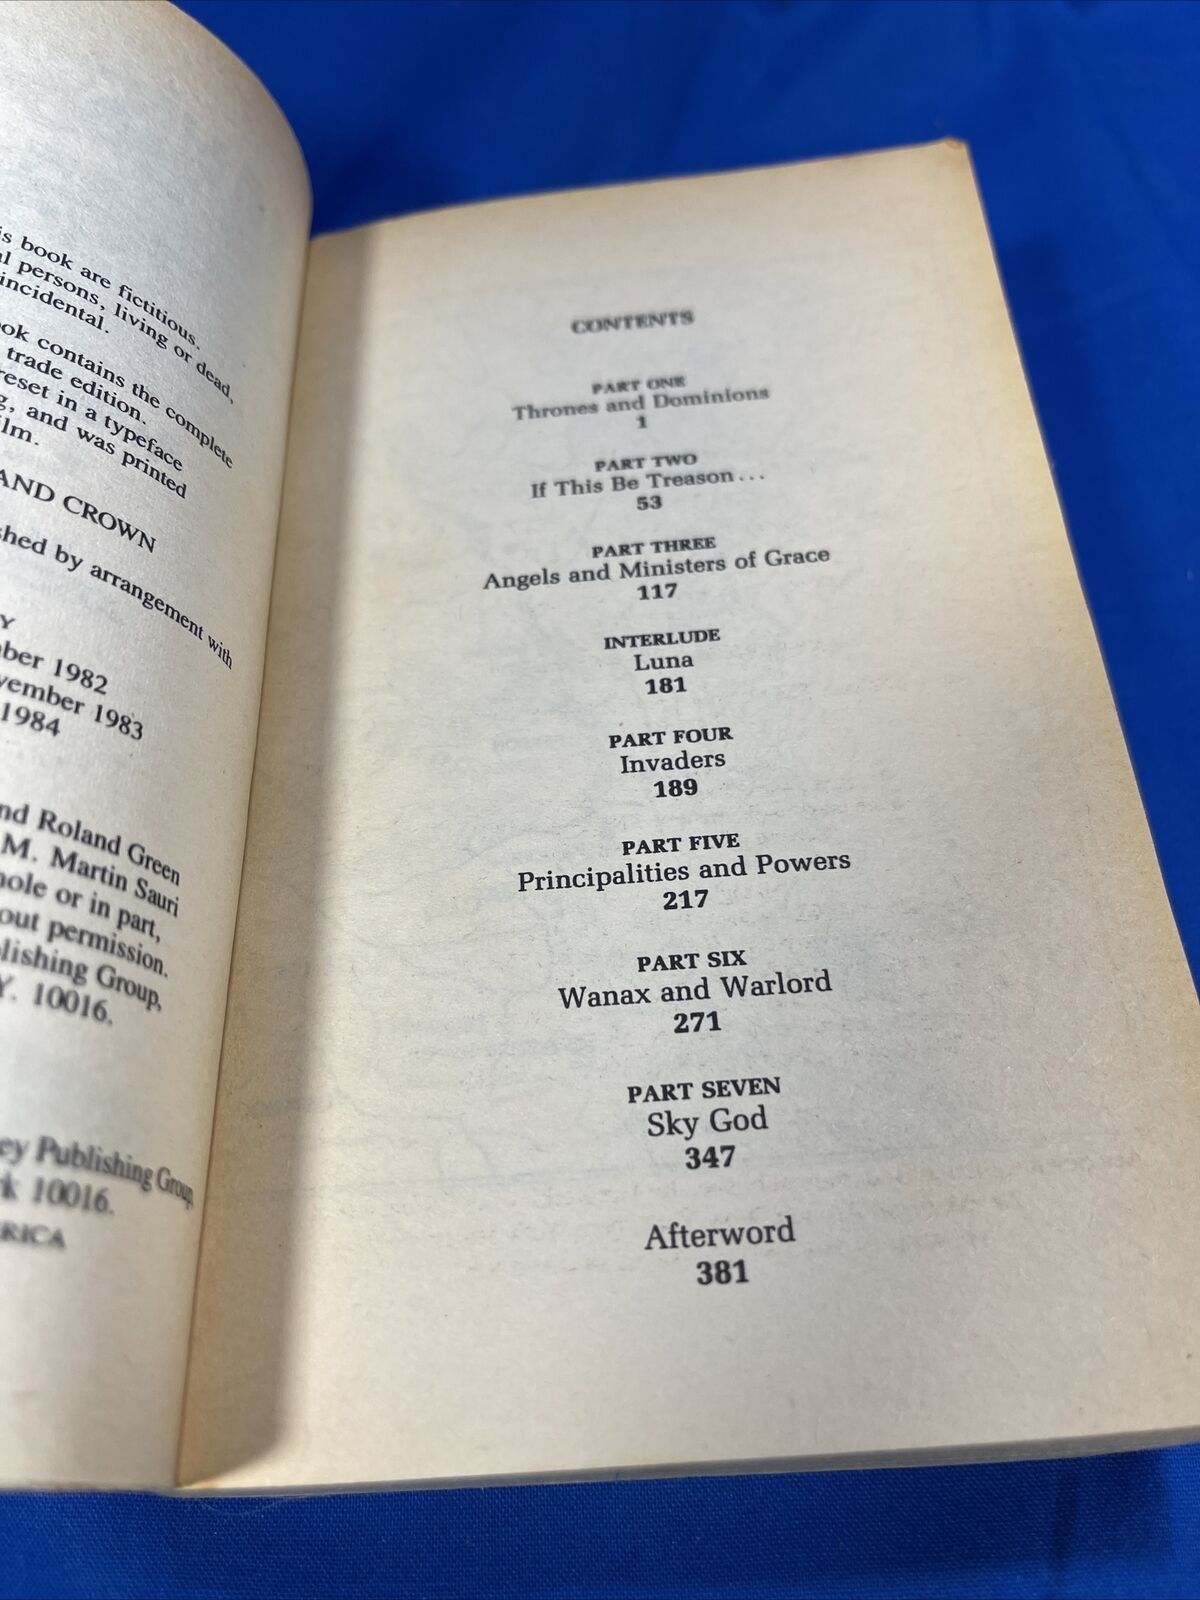 is book are fictitious.
l persons, living or dead,
incidental.
ok contains the complete
trade edition.
reset in a typeface
g, and was printed
ilm.
AND CROWN
shed by arrangement with
Y
ber 1982
vember 1983
1984
nd Roland Green
M. Martin Sauri
hole or in part,
out permission.
lishing Group,
Y. 10016.
ey Publishing Group,
rk 10016.
ERICA
CONTENTS
PART ONE
Thrones and Dominions
1
PART TWO
If This Be Treason...
53
PART THREE
Angels and Ministers of Grace
117
INTERLUDE
Luna
181
PART FOUR
Invaders
189
PART FIVE
Principalities and Powers
217
PART SIX
Wanax and Warlord
271
PART SEVEN
Sky God
347
Afterword
381